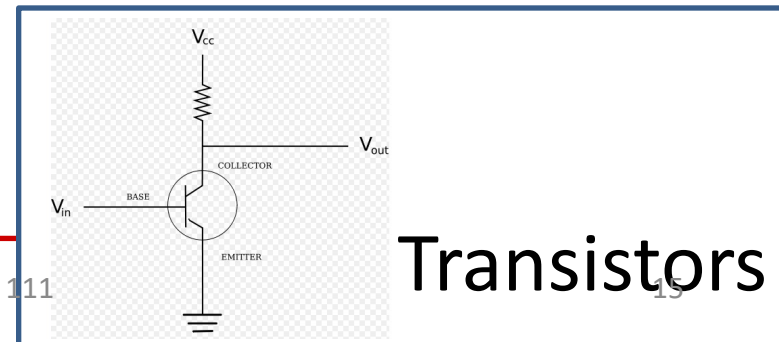 Vcc
Vout
COLLECTOR
BASE
Vin
EMITTER
Transistors
111
15